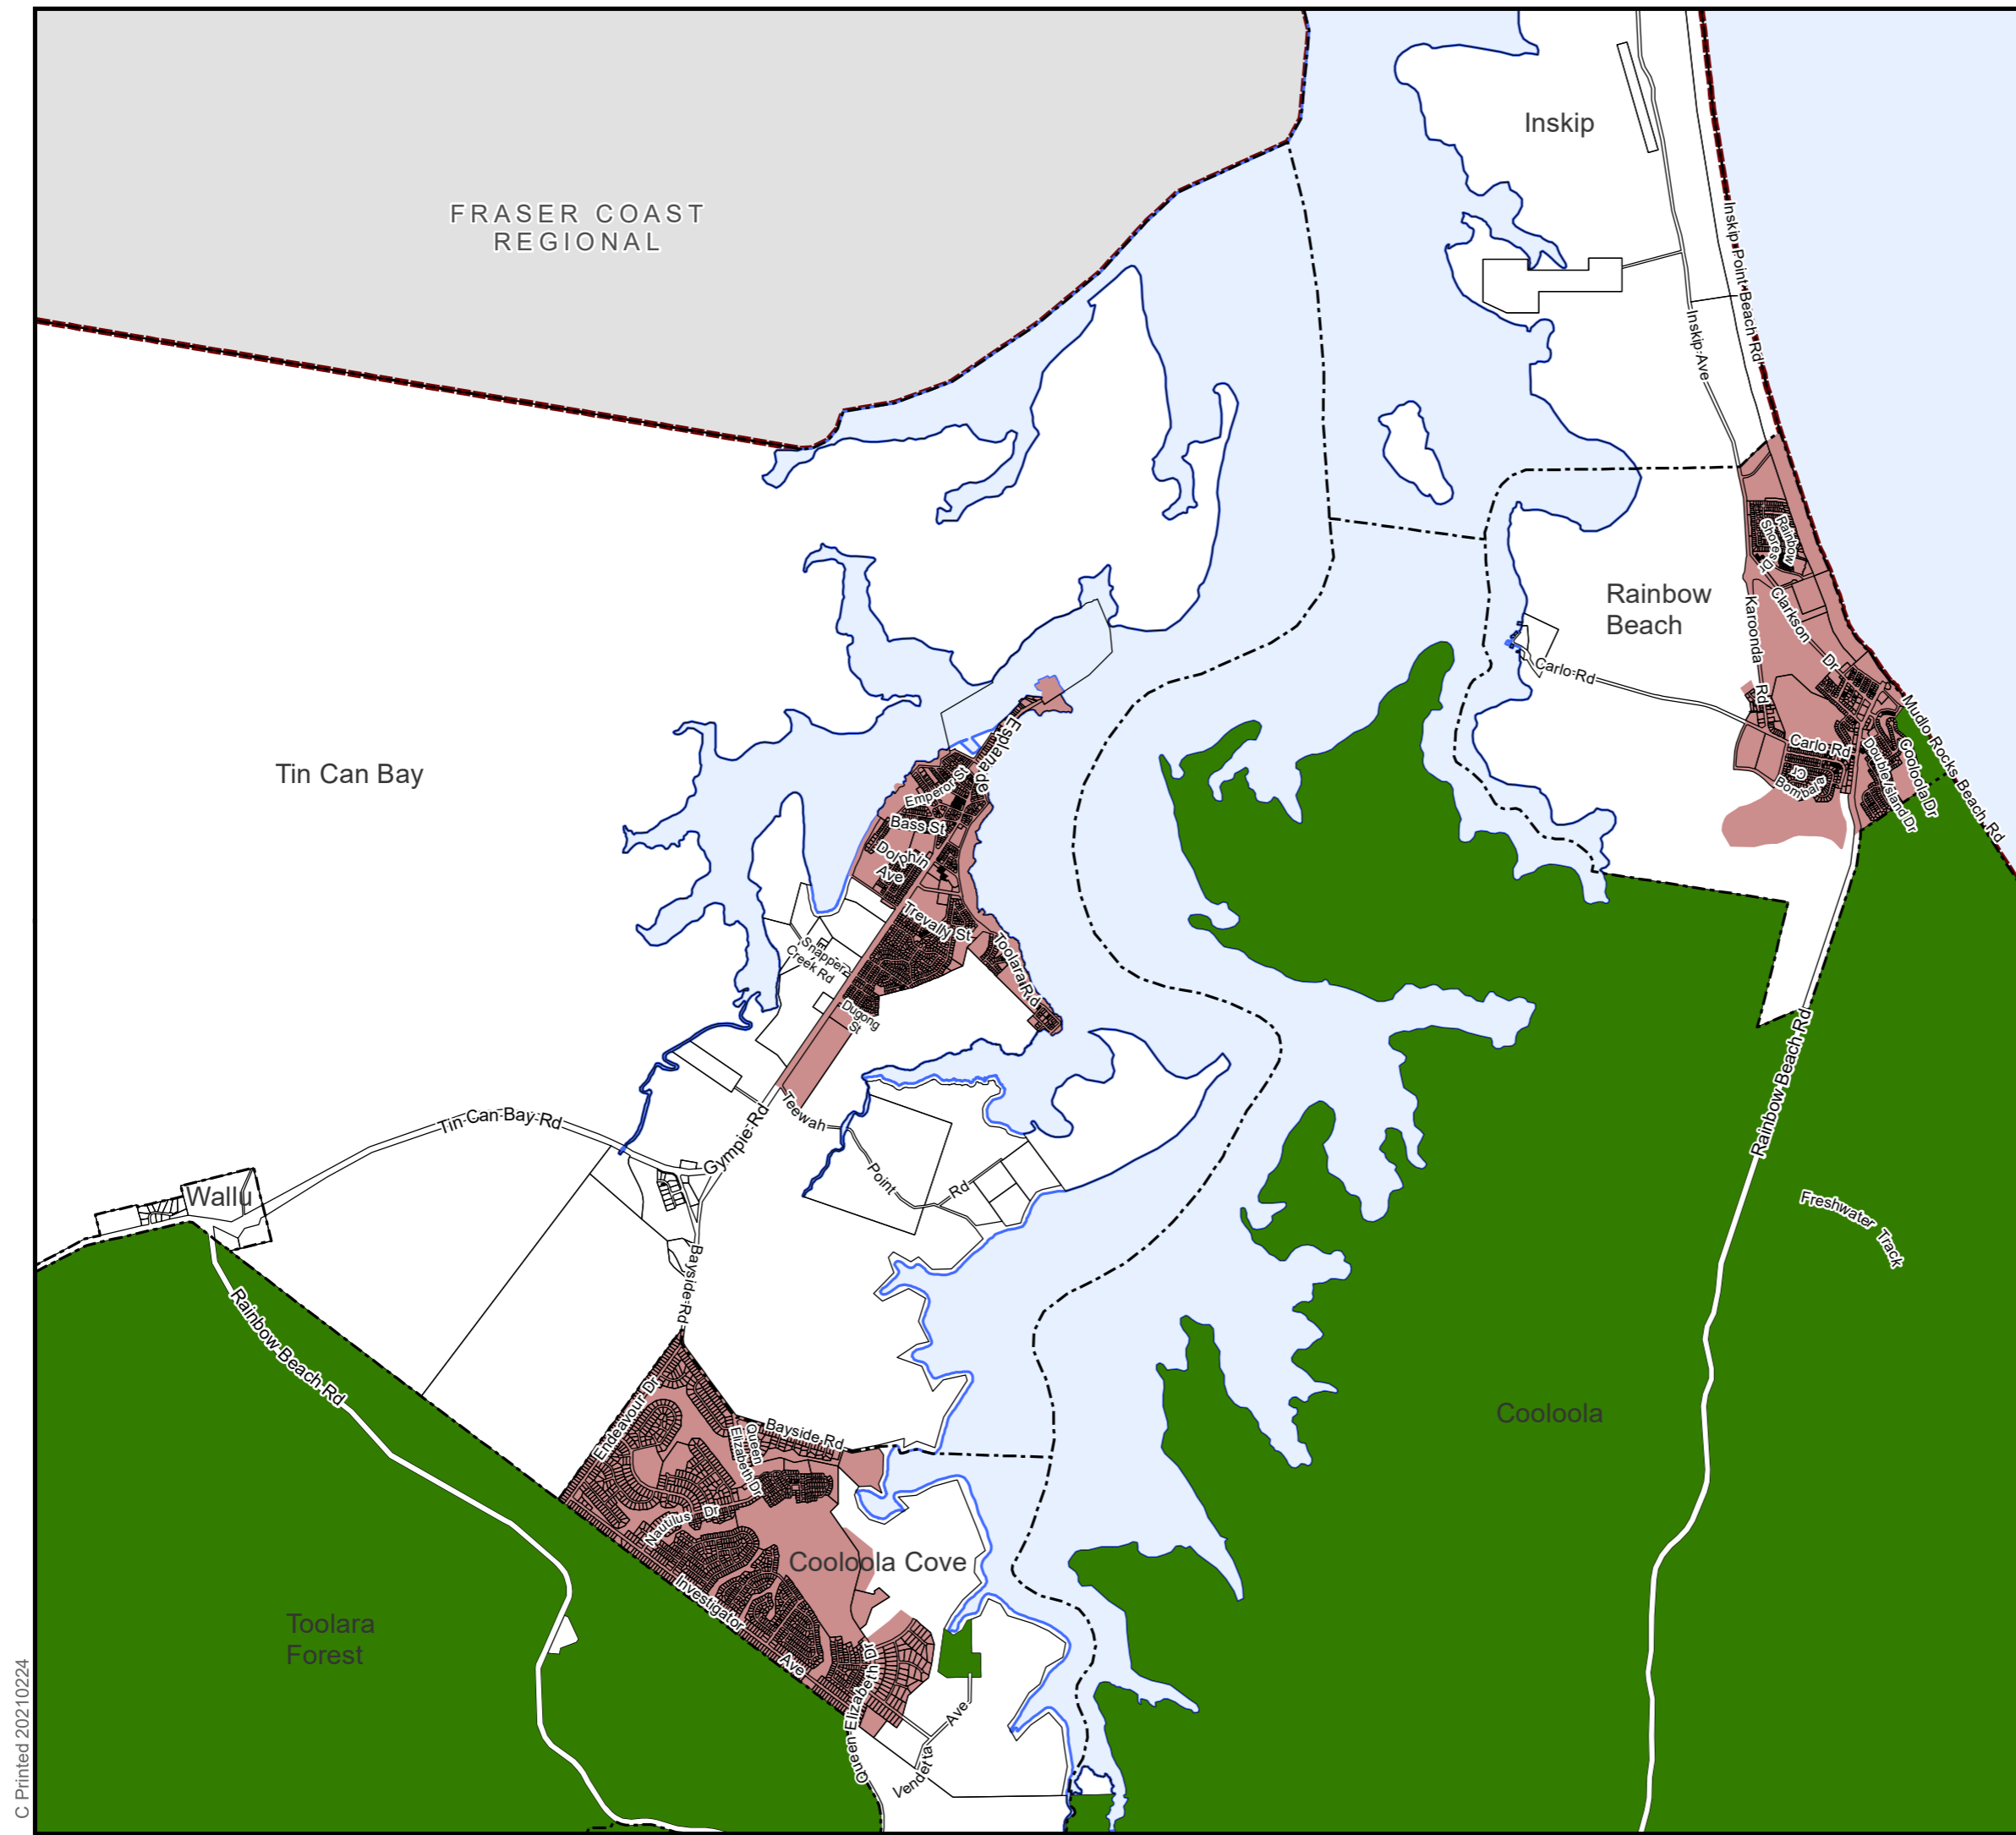 Inskip
FRASER COAST
REGIONAL
Inskip Point Beach Rd
Inskip Ave
Rainbow
Shores Dr
Rainbow
Beach
Karoonda Rd
Clarkson Dr
Carlo Rd
Mudlo Rocks Beach Rd
Carlo Rd
Cooloola Dr
Double Island Dr
Bombala
Cr
Tin Can Bay
Esplanade
Emperor St
Bass St
Dolphin
Ave
Trevally St
Toolara Rd
Snapper
Creek Rd
Dugong
St
Teewah Point Rd
Tin Can Bay Rd
Gympie Rd
Wallu
Bayside Rd
Rainbow Beach Rd
Rainbow Beach Rd
Freshwater Track
Endeavour Dr
Queen
Elizabeth Dr
Bayside Rd
Cooloola
Nautilus Dr
Cooloola Cove
Investigator Ave
Toolara
Forest
Queen Elizabeth Dr
Vendetta Ave
C Printed 20210224